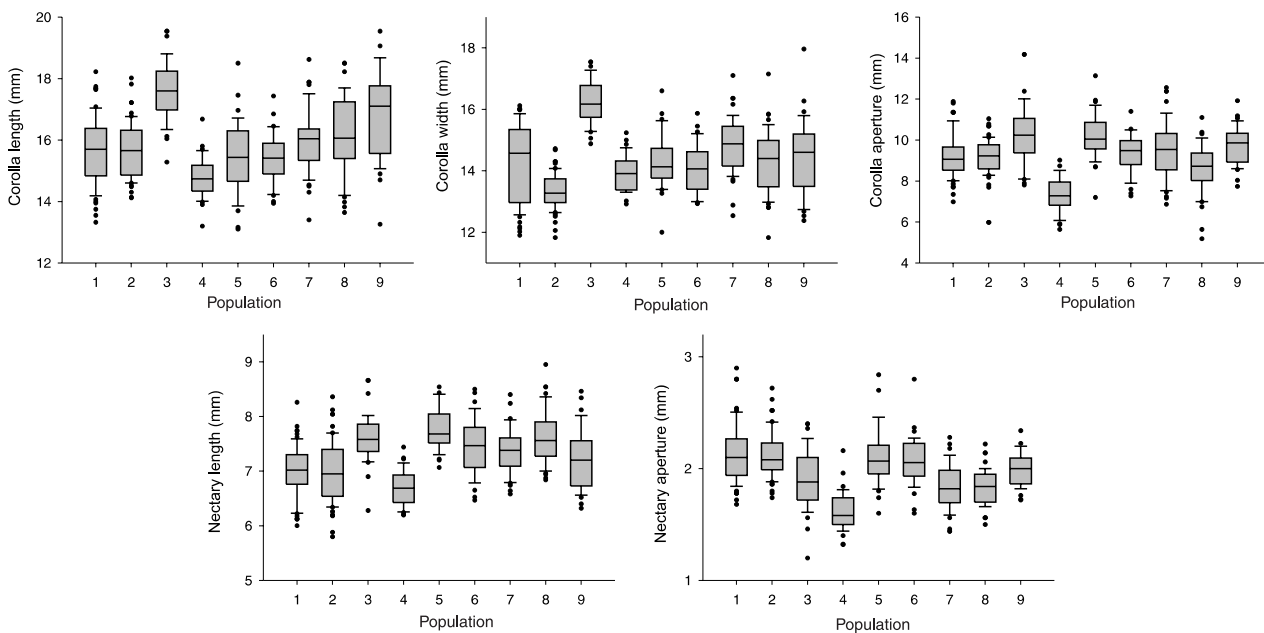 Corolla length (mm)
20
18
16
14
12
1 2 3 4 5 6 7 8 9
Population
Corolla width (mm)
16
14
12
1 2 3 4 5 6 7 8 9
Population
Corolla aperture (mm)
16
14
12
10
8
6
4
1 2 3 4 5 6 7 8 9
Population
Nectary length (mm)
9
8
7
6
5
1 2 3 4 5 6 7 8 9
Population
Nectary aperture (mm)
3
2
1
1 2 3 4 5 6 7 8 9
Population